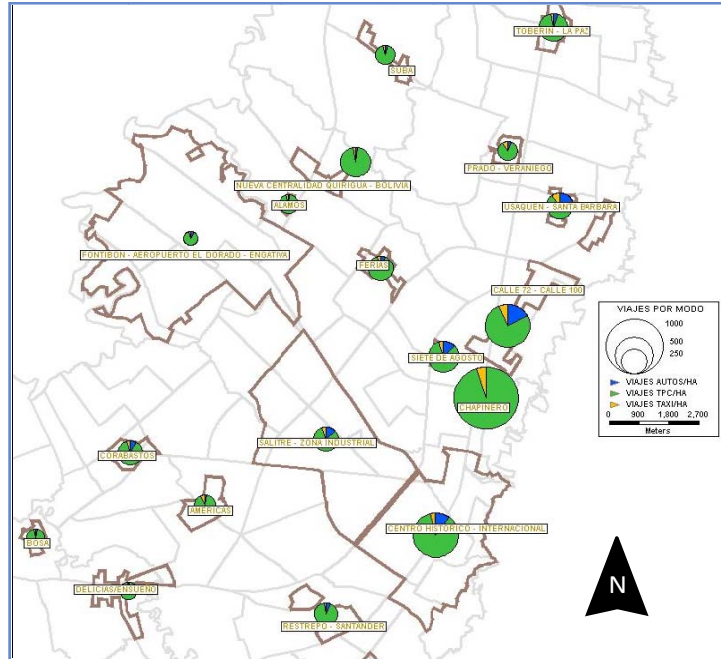 TOBERIN - LA PAZ
SUBA
PRADO - VERANIEGO
NUEVA CENTRALIDAD QUIRIGUA - BOLIVIA
ALAMOS
USAQUEN - SANTA BARBARA
FONTIBON - AEROPUERTO EL DORADO - ENGATIVA
FERIAS
CALLE 72 - CALLE 100
VIAJES POR MODO
1000
500
250
VIAJES AUTOS/HA
VIAJES TPC/HA
VIAJES TAXI/HA
0 900 1,800 2,700
Meters
SIETE DE AGOSTO
CHAPINERO
SALITRE - ZONA INDUSTRIAL
CORABASTOS
AMERICAS
CENTRO HISTORICO - INTERNACIONAL
BOSA
DELICIAS/ENSUEÑO
RESTREPO - SANTANDER
N